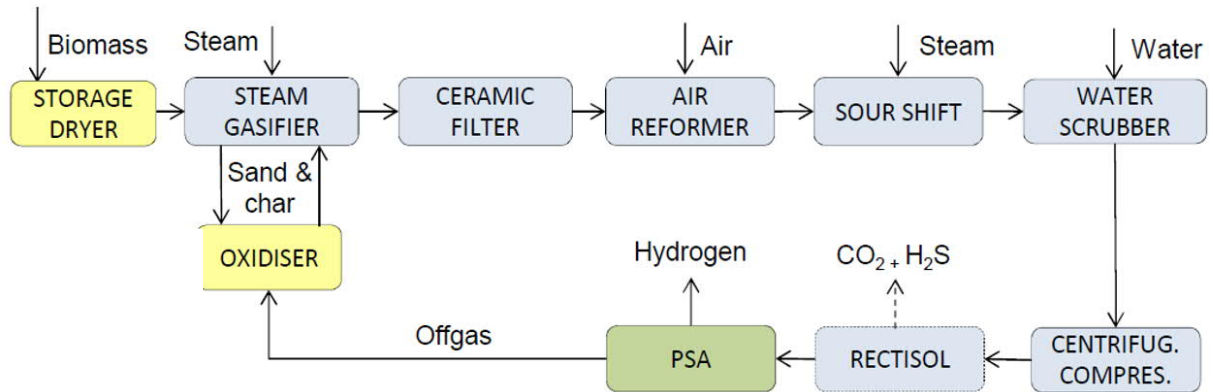 Biomass
Steam
Air
Steam
Water
STORAGE
DRYER
STEAM
GASIFIER
CERAMIC
FILTER
AIR
REFORMER
SOUR SHIFT
WATER
SCRUBBER
Sand &
char
OXIDISER
Hydrogen
CO₂ + H₂S
Offgas
PSA
RECTISOL
CENTRIFUG.
COMPRES.